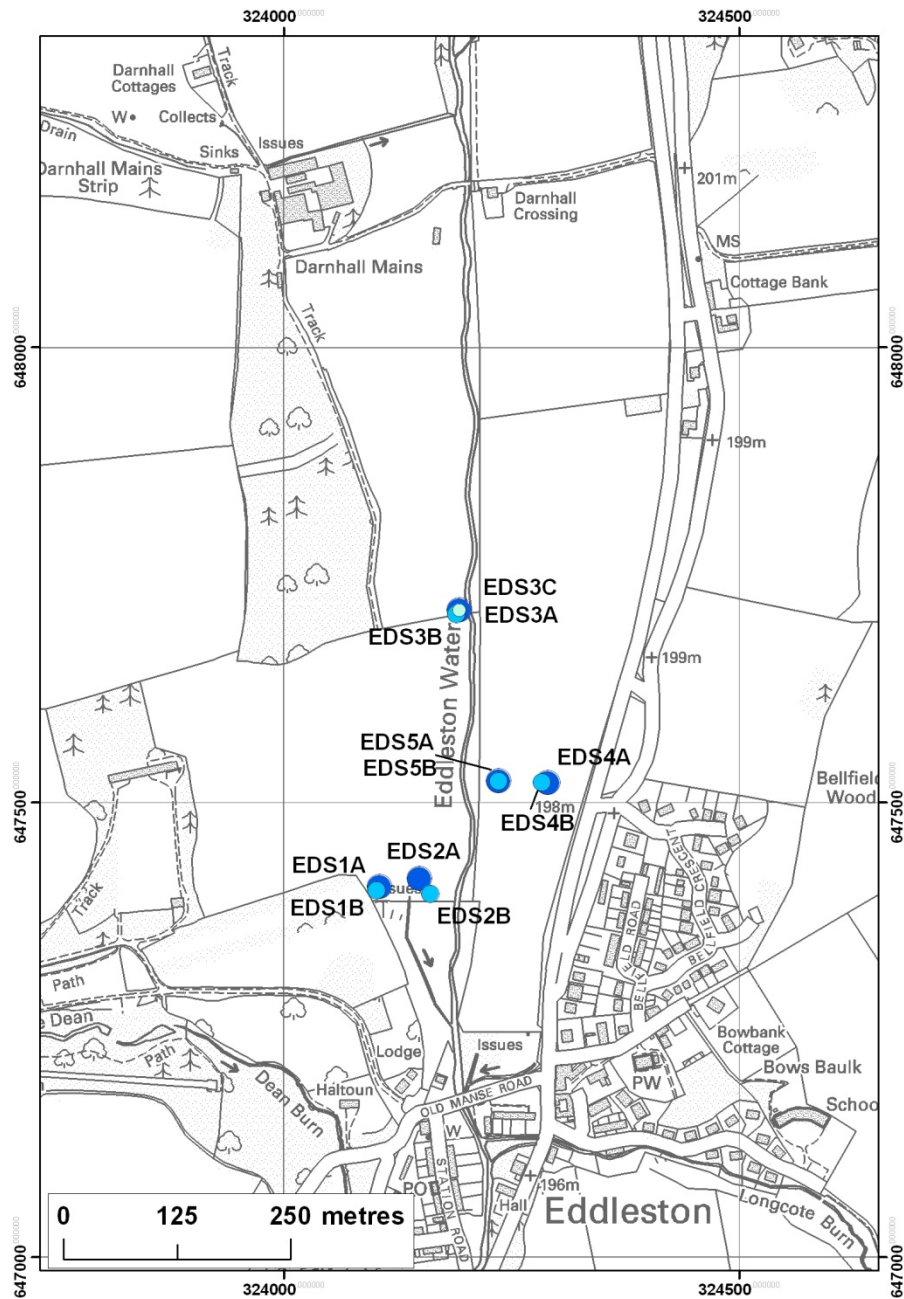 324000
324500
Darnhall
Cottages
Track
W
Collects
Drain
Issues
Sinks
Darnhall Mains
Strip
201m
Darnhall
Crossing
MS
Darnhall Mains
Cottage Bank
Track
648000
648000
199m
EDS3C
EDS3A
EDS3B
199m
Eddleston Water
EDS5A
EDS5B
EDS4A
EDS4B
198m
Bellfield
Wood
647500
647500
EDS2A
EDS1A
Issues
EDS1B
EDS2B
Track
BELLFIELD ROAD
BELLFIELD CRESCENT
Path
e Dean
Path
Lodge
Issues
Bowbank
Cottage
Dean Burn
Haltoun
OLD MANSE ROAD
PW
Bows Baulk
Schoo
W
STATION ROAD
196m
Hall
Eddleston
Longcote Burn
0 125 250 metres
647000
647000
324000
324500